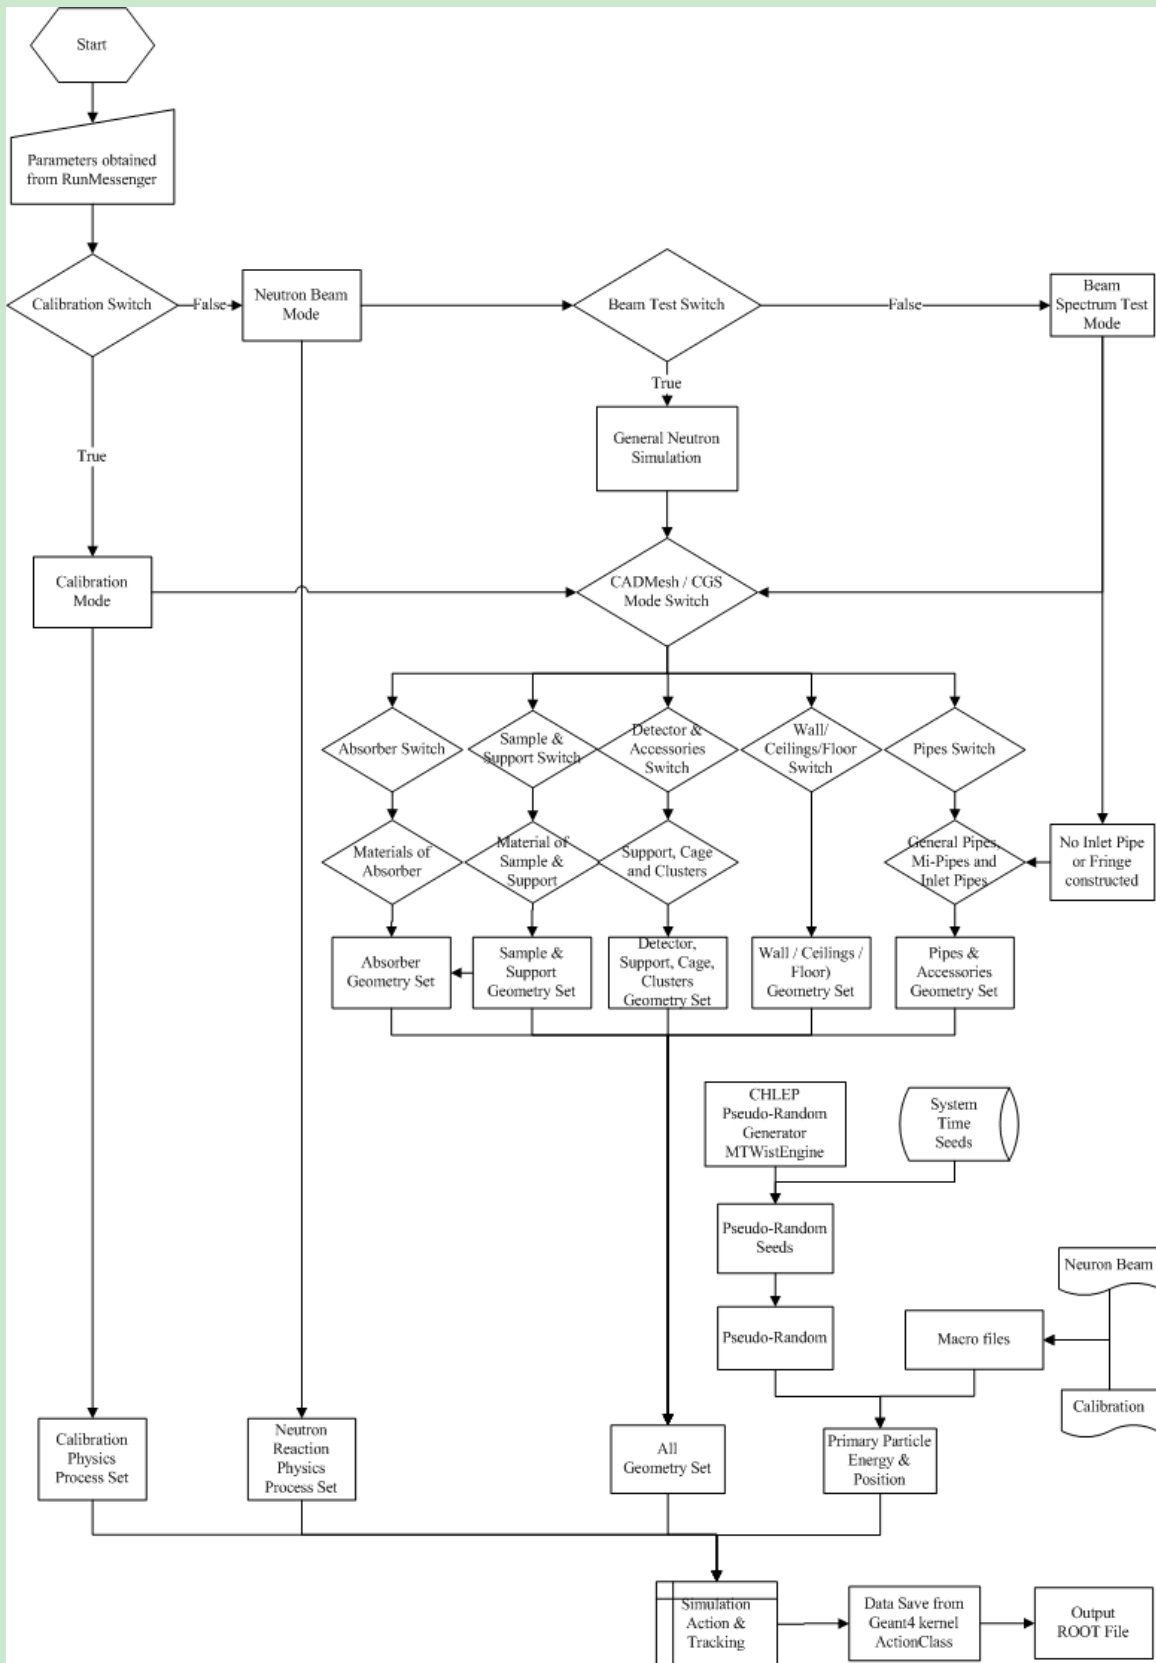 Start
Parameters obtained
from RunMessenger
Calibration Switch
False
Neutron Beam
Mode
Beam Test Switch
False
Beam
Spectrum Test
Mode
True
General Neutron
Simulation
True
Calibration
Mode
CADMesh / CGS
Mode Switch
Absorber Switch
Sample &
Support Switch
Detector &
Accessories
Switch
Wall/
Ceilings/Floor
Switch
Pipes Switch
Materials of
Absorber
Material of
Sample &
Support
Support, Cage
and Clusters
General Pipes,
Mi-Pipes and
Inlet Pipes
No Inlet Pipe
or Fringe
constructed
Absorber
Geometry Set
Sample &
Support
Geometry Set
Detector,
Support, Cage,
Clusters
Geometry Set
Wall / Ceilings /
Floor)
Geometry Set
Pipes &
Accessories
Geometry Set
CHLEP
Pseudo-Random
Generator
MTWistEngine
System
Time
Seeds
Pseudo-Random
Seeds
Neuron Beam
Pseudo-Random
Macro files
Calibration
Calibration
Physics
Process Set
Neutron
Reaction
Physics
Process Set
All
Geometry Set
Primary Particle
Energy &
Position
Simulation
Action &
Tracking
Data Save from
Geant4 kernel
ActionClass
Output
ROOT File